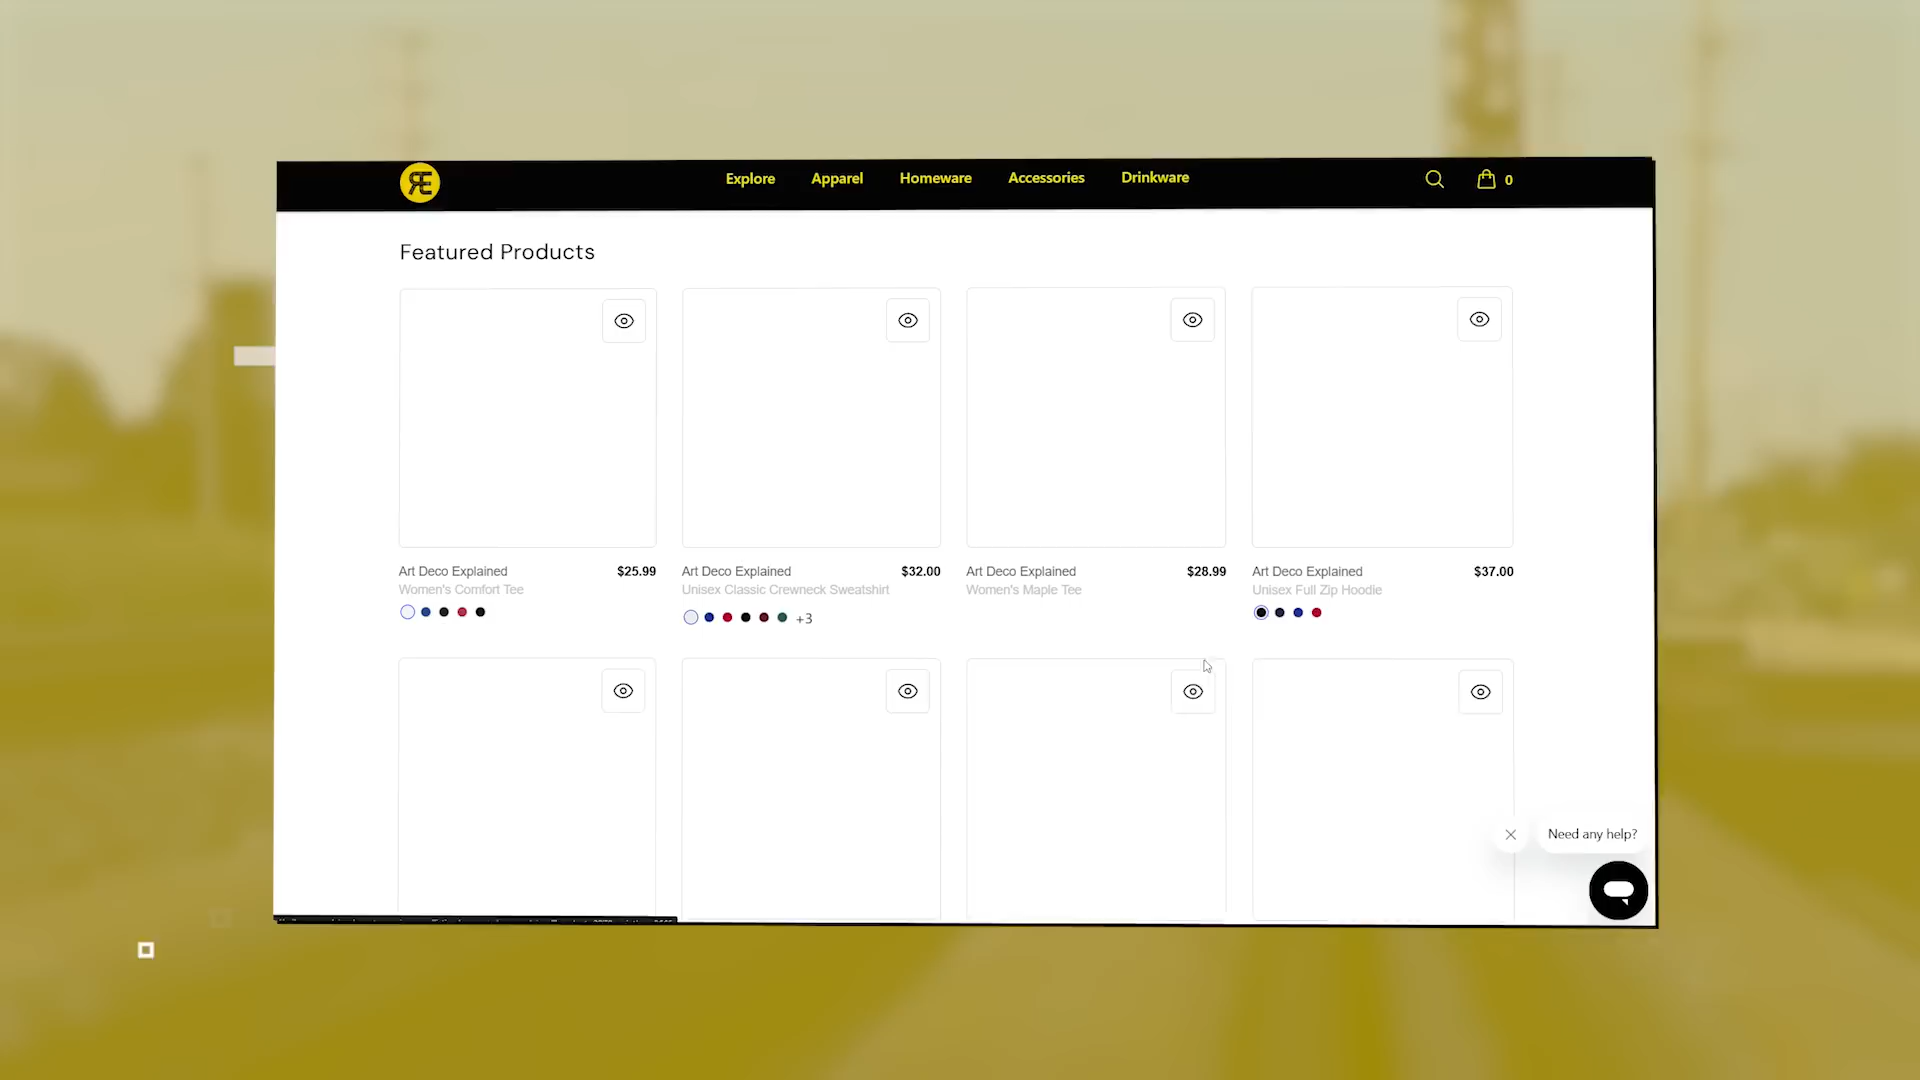 RE
Explore Apparel Homeware Accessories Drinkware 0
Featured Products
Art Deco Explained $25.99
Women's Comfort Tee
Art Deco Explained $32.00
Unisex Classic Crewneck Sweatshirt
+3
Art Deco Explained $28.99
Women's Maple Tee
Art Deco Explained $37.00
Unisex Full Zip Hoodie
Need any help?